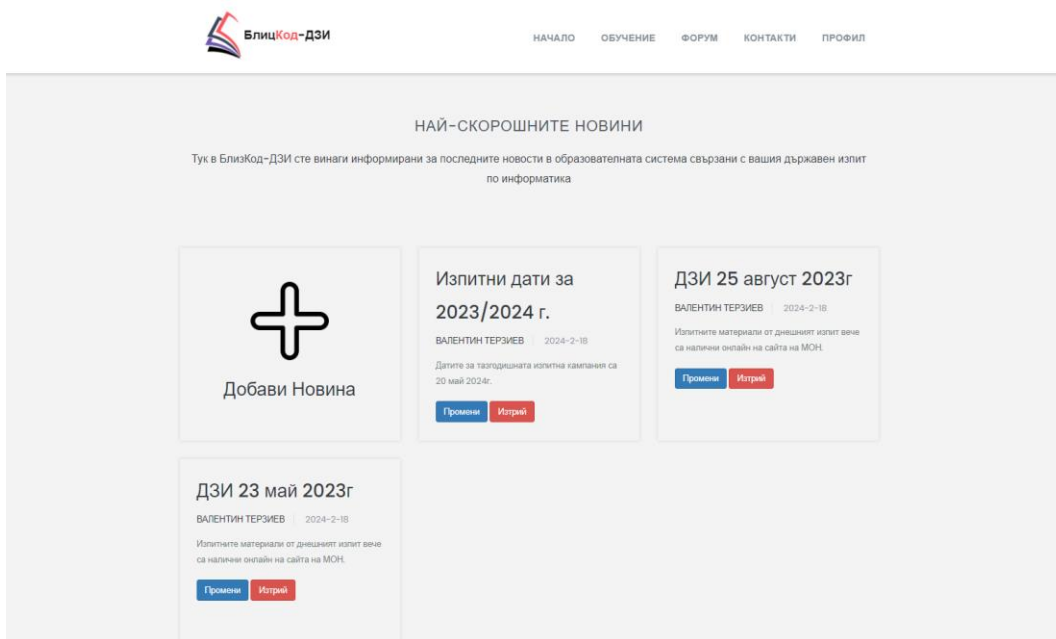 БлицКод-ДЗИ
НАЧАЛО ОБУЧЕНИЕ ФОРУМ КОНТАКТИ ПРОФИЛ
НАЙ-СКОРОШНИТЕ НОВИНИ
Тук в БлизКод-ДЗИ сте винаги информирани за последните новости в образователната система свързани с вашия държавен изпит
по информатика
Добави Новина
Изпитни дати за
2023/2024 г.
ВАЛЕНТИН ТЕРЗИЕВ 2024-2-18
Датите за тазгодишната изпитна кампания са
20 май 2024г.
Промени Изтрий
ДЗИ 25 август 2023г
ВАЛЕНТИН ТЕРЗИЕВ 2024-2-18
Изпитните материали от днешният изпит вече
са налични онлайн на сайта на МОН.
Промени Изтрий
ДЗИ 23 май 2023г
ВАЛЕНТИН ТЕРЗИЕВ 2024-2-18
Изпитните материали от днешният изпит вече
са налични онлайн на сайта на МОН.
Промени Изтрий